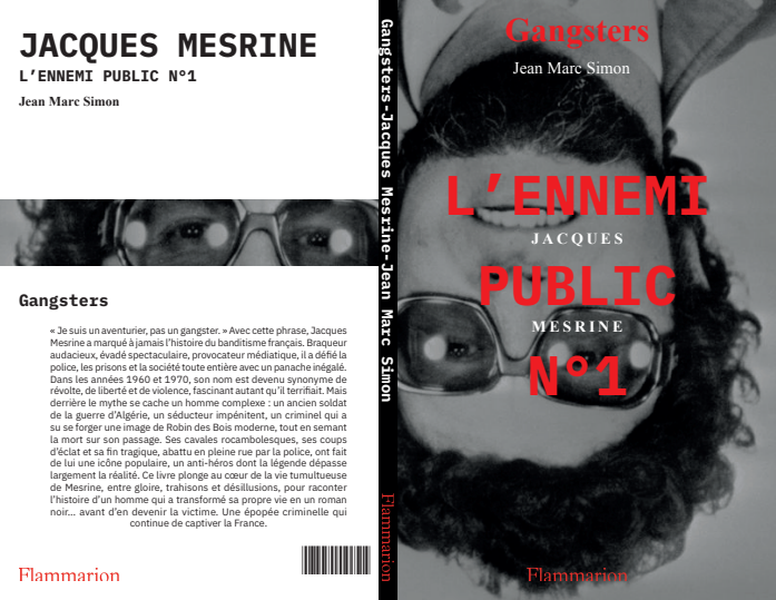 JACQUES MESRINE
L’ENNEMI PUBLIC N°1
Jean Marc Simon
Gangsters
« Je suis un aventurier, pas un gangster. » Avec cette phrase, Jacques
Mesrine a marqué à jamais l’histoire du banditisme français. Braqueur
audacieux, évadé spectaculaire, provocateur médiatique, il a défié la
police, les prisons et la société toute entière avec un panache inégalé.
Dans les années 1960 et 1970, son nom est devenu synonyme de
révolte, de liberté et de violence, fascinant autant qu’il terrifiait. Mais
derrière le mythe se cache un homme complexe : un ancien soldat
de la guerre d’Algérie, un séducteur impénitent, un criminel qui a
su se forger une image de Robin des Bois moderne, tout en semant
la mort sur son passage. Ses cavales rocambolesques, ses coups
d’éclat et sa fin tragique, abattu en pleine rue par la police, ont fait
de lui une icône populaire, un anti-héros dont la légende dépasse
largement la réalité. Ce livre plonge au cœur de la vie tumultueuse
de Mesrine, entre gloire, trahisons et désillusions, pour raconter
l’histoire d’un homme qui a transformé sa propre vie en un roman
noir... avant d’en devenir la victime. Une épopée criminelle qui
continue de captiver la France.
Flammarion
Gangsters-Jacques Mesrine-Jean Marc Simon
Flammarion
Gangsters
Jean Marc Simon
L’ENNEMI
JACQUES
PUBLIC
MESRINE
N°1
Flammarion